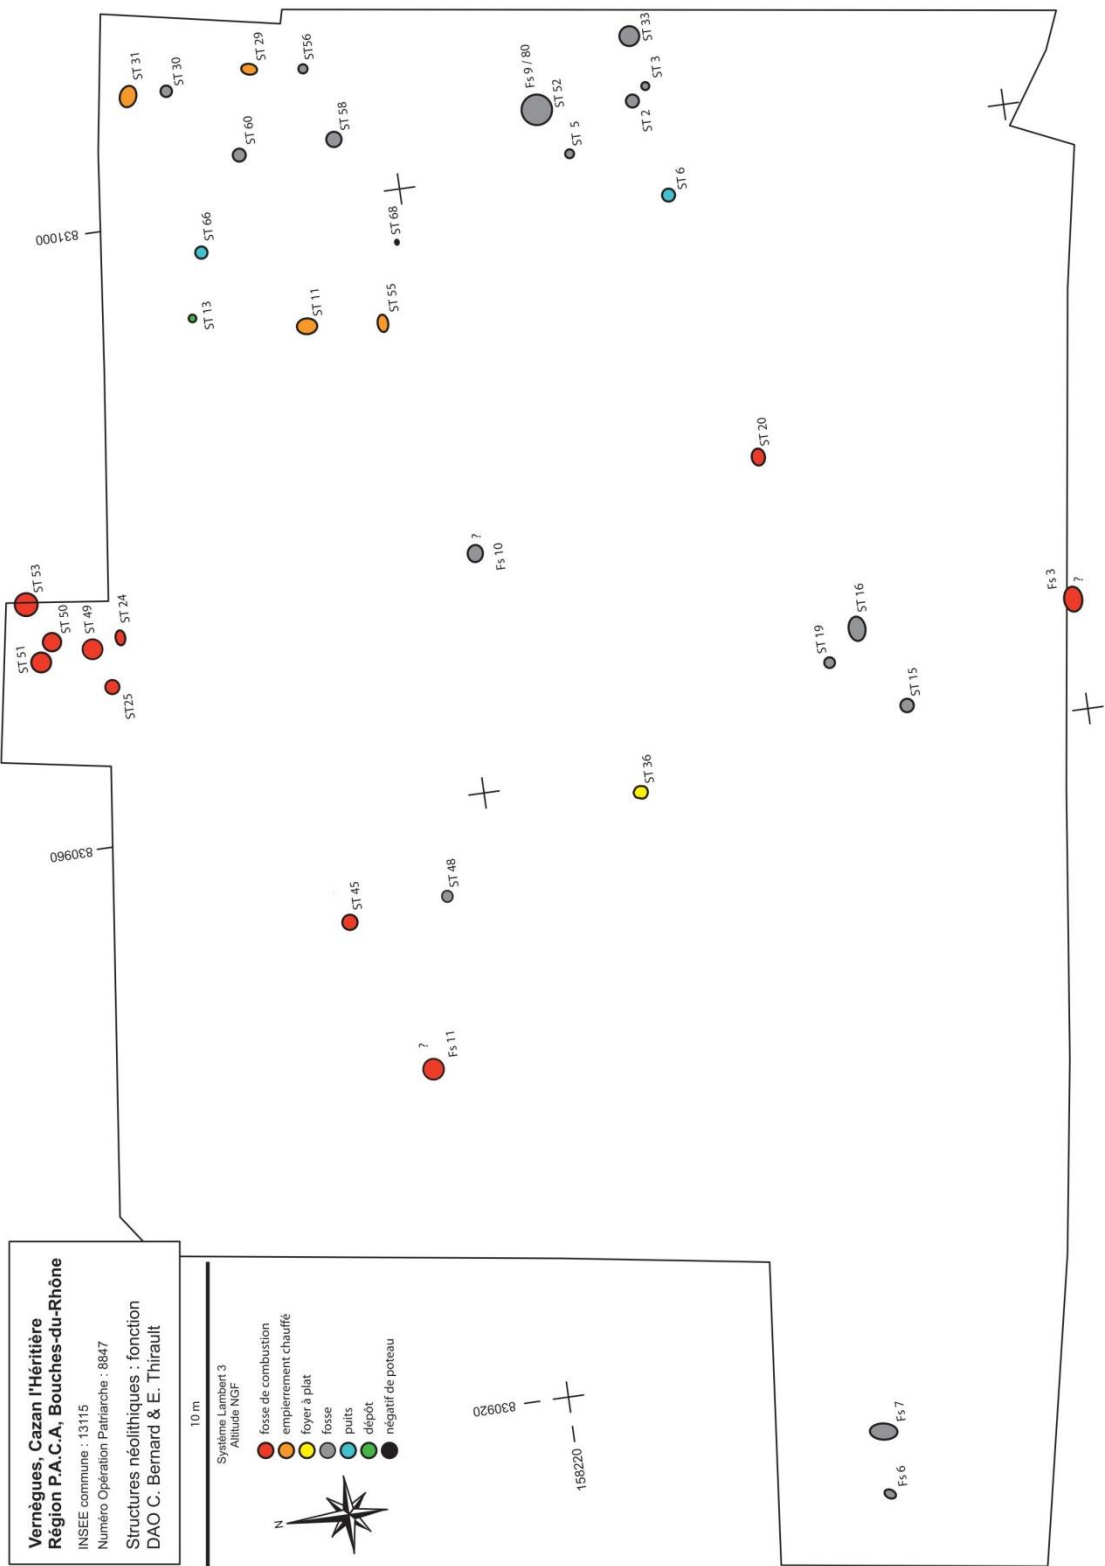 Vernègues, Cazan l'Héritière
Région P.A.C.A, Bouches-du-Rhône
INSEE commune : 13115
Numéro Opération Patriarche : 8847
Structures néolithiques : fonction
DAO C. Bernard & E. Thirault
10 m
Système Lambert 3
Altitude NGF
fosse de combustion
empierrement chauffé
foyer à plat
fosse
puits
dépôt
négatif de poteau
N
830920
158220
830960
831000
Fs 6
Fs 7
? Fs 11
ST 45
ST 48
ST 36
ST25
ST 51
ST 50
ST 49
ST 24
ST 53
? Fs 10
ST 15
ST 19
ST 16
Fs 3 ?
ST 20
ST 13
ST 11
ST 55
ST 66
ST 68
ST 6
ST 60
ST 58
ST 5
ST 31
ST 30
ST 29
ST56
Fs 9 / 80
ST 52
ST 2
ST 3
ST 33